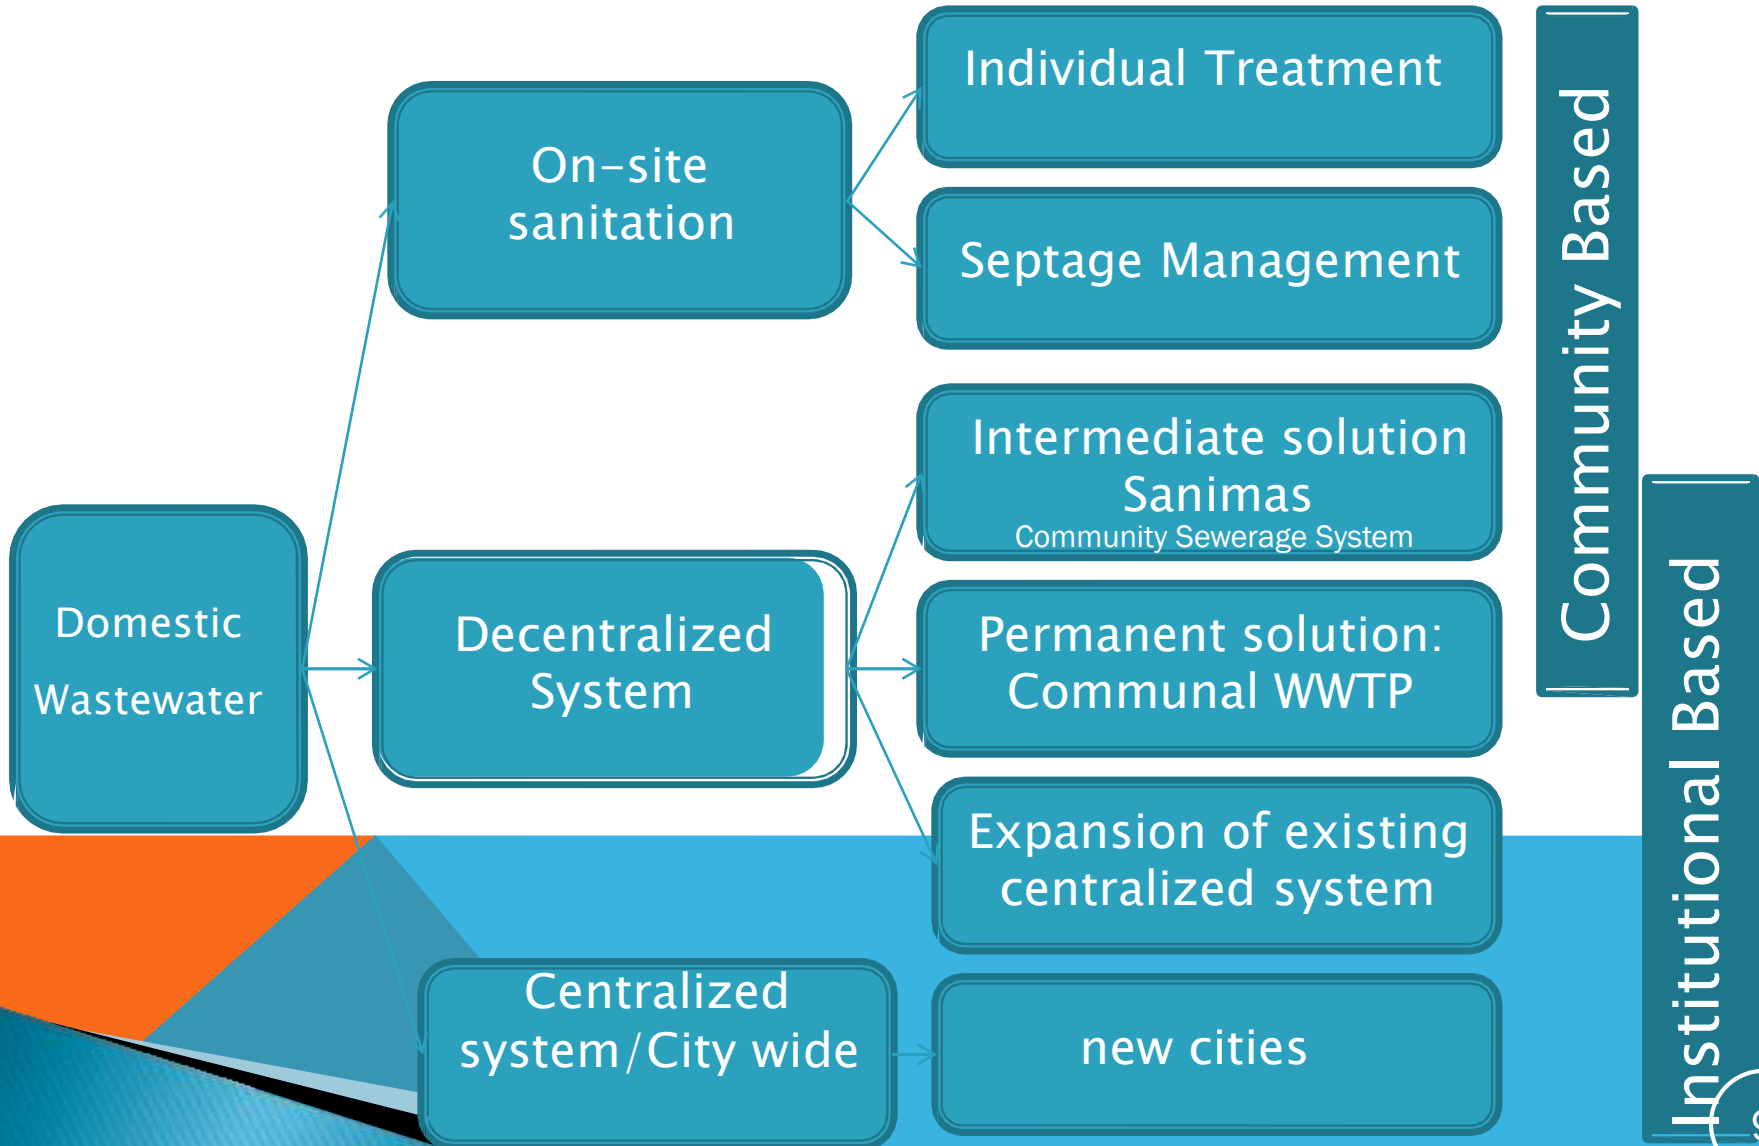 Domestic
Wastewater
On-site
sanitation
Decentralized
System
Centralized
system/City wide
Individual Treatment
Septage Management
Intermediate solution
Sanimas
Community Sewerage System
Permanent solution:
Communal WWTP
Expansion of existing
centralized system
new cities
Community Based
Institutional Based